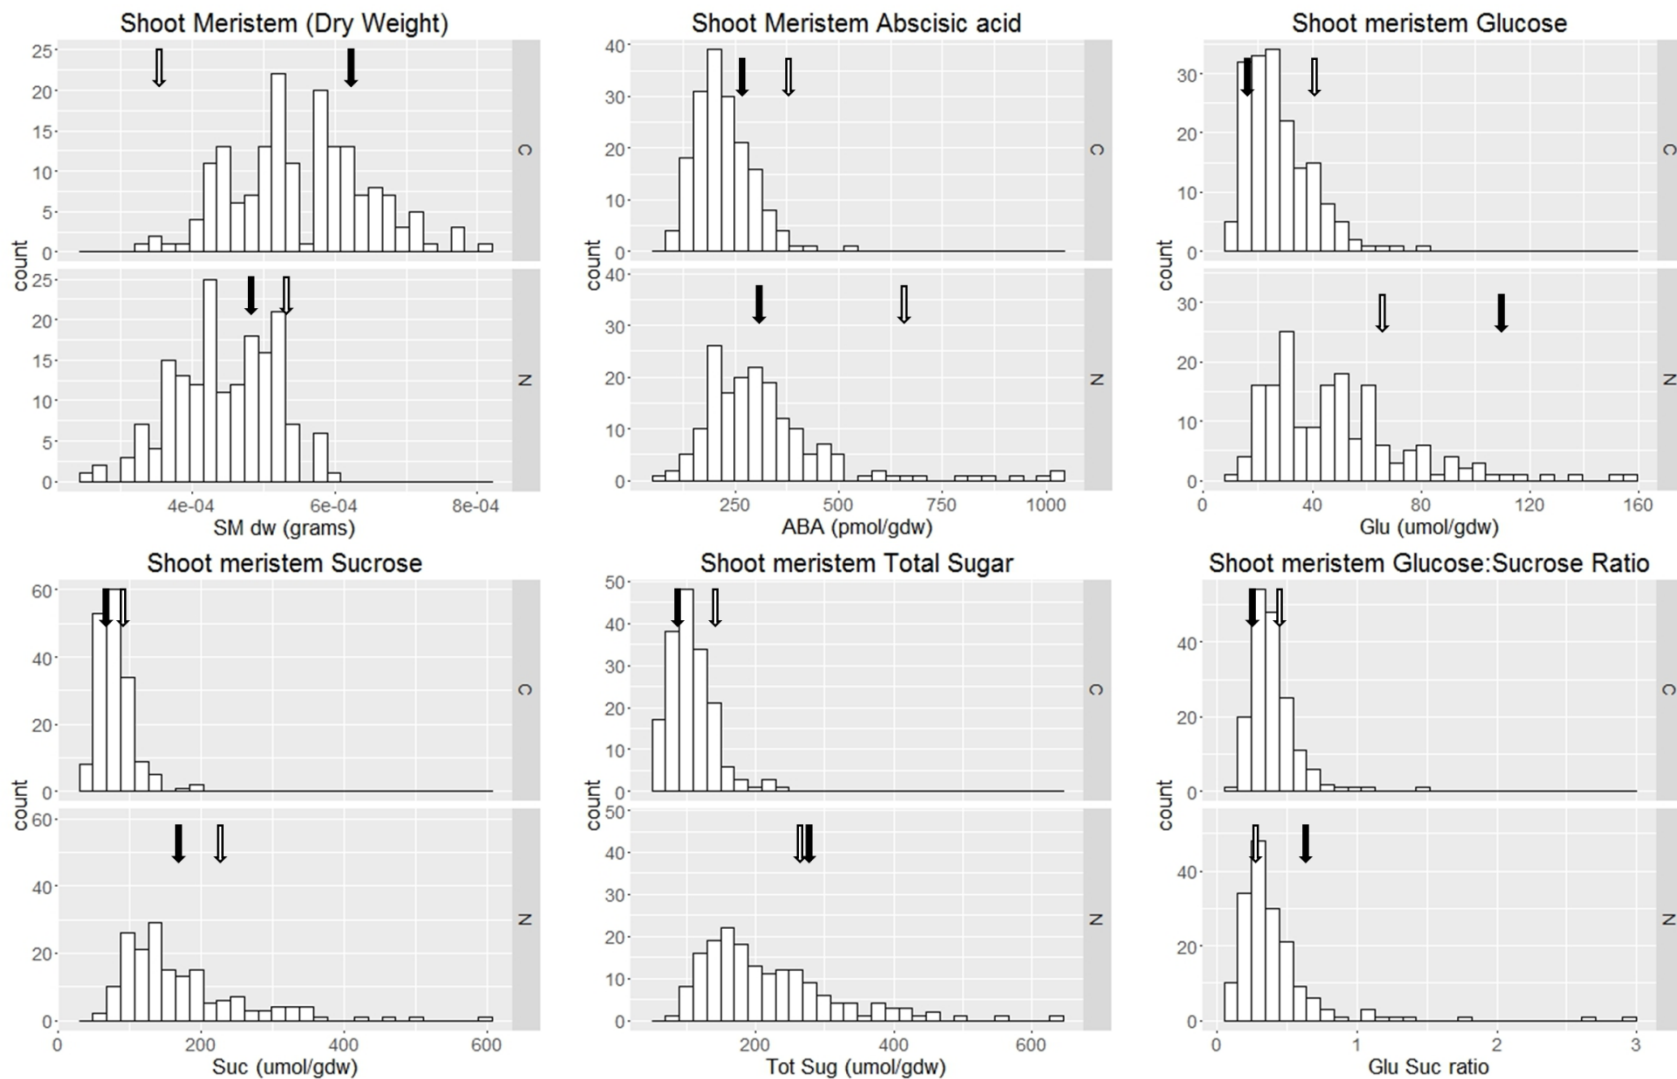 Shoot Meristem (Dry Weight)
25
20
15
10
5
0
C
25
20
15
10
5
0
N
count
4e-04 6e-04 8e-04
SM dw (grams)
Shoot Meristem Abscisic acid
40
30
20
10
0
C
40
30
20
10
0
N
count
250 500 750 1000
ABA (pmol/gdw)
Shoot meristem Glucose
30
20
10
0
C
30
20
10
0
N
count
0 40 80 120 160
Glu (umol/gdw)
Shoot meristem Sucrose
60
40
20
0
C
60
40
20
0
N
count
0 200 400 600
Suc (umol/gdw)
Shoot meristem Total Sugar
50
40
30
20
10
0
C
50
40
30
20
10
0
N
count
200 400 600
Tot Sug (umol/gdw)
Shoot meristem Glucose:Sucrose Ratio
40
20
0
C
40
20
0
N
count
0 1 2 3
Glu Suc ratio